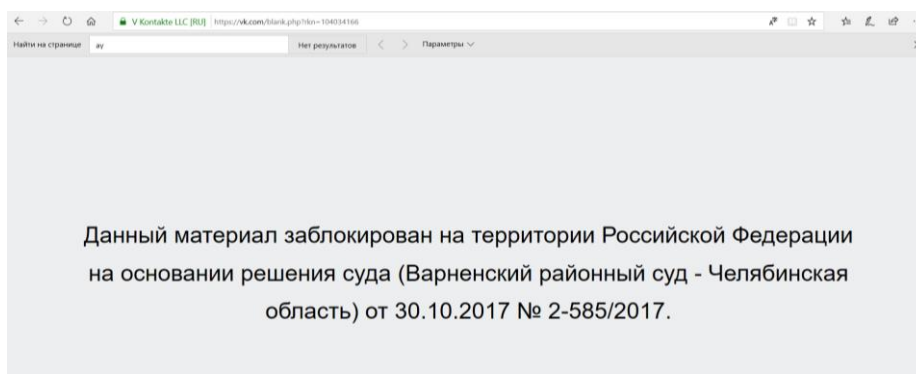 V Kontakte LLC [RU] https://vk.com/blank.php?rkn=104034166
Найти на странице ау Нет результатов Параметры
Данный материал заблокирован на территории Российской Федерации
на основании решения суда (Варненский районный суд - Челябинская
область) от 30.10.2017 № 2-585/2017.